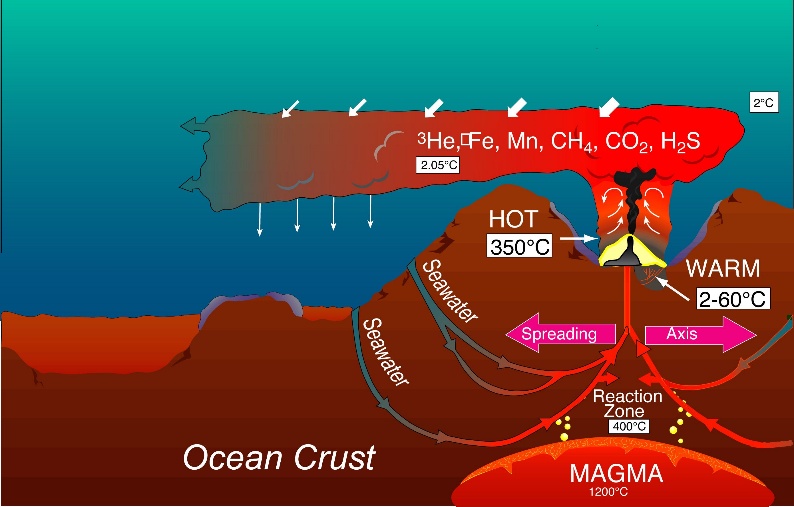 2°C
³He, Fe, Mn, CH₄, CO₂, H₂S
2.05°C
HOT
350°C
WARM
2-60°C
Seawater
Seawater
Spreading
Axis
Reaction
Zone
400°C
Ocean Crust
MAGMA
1200°C